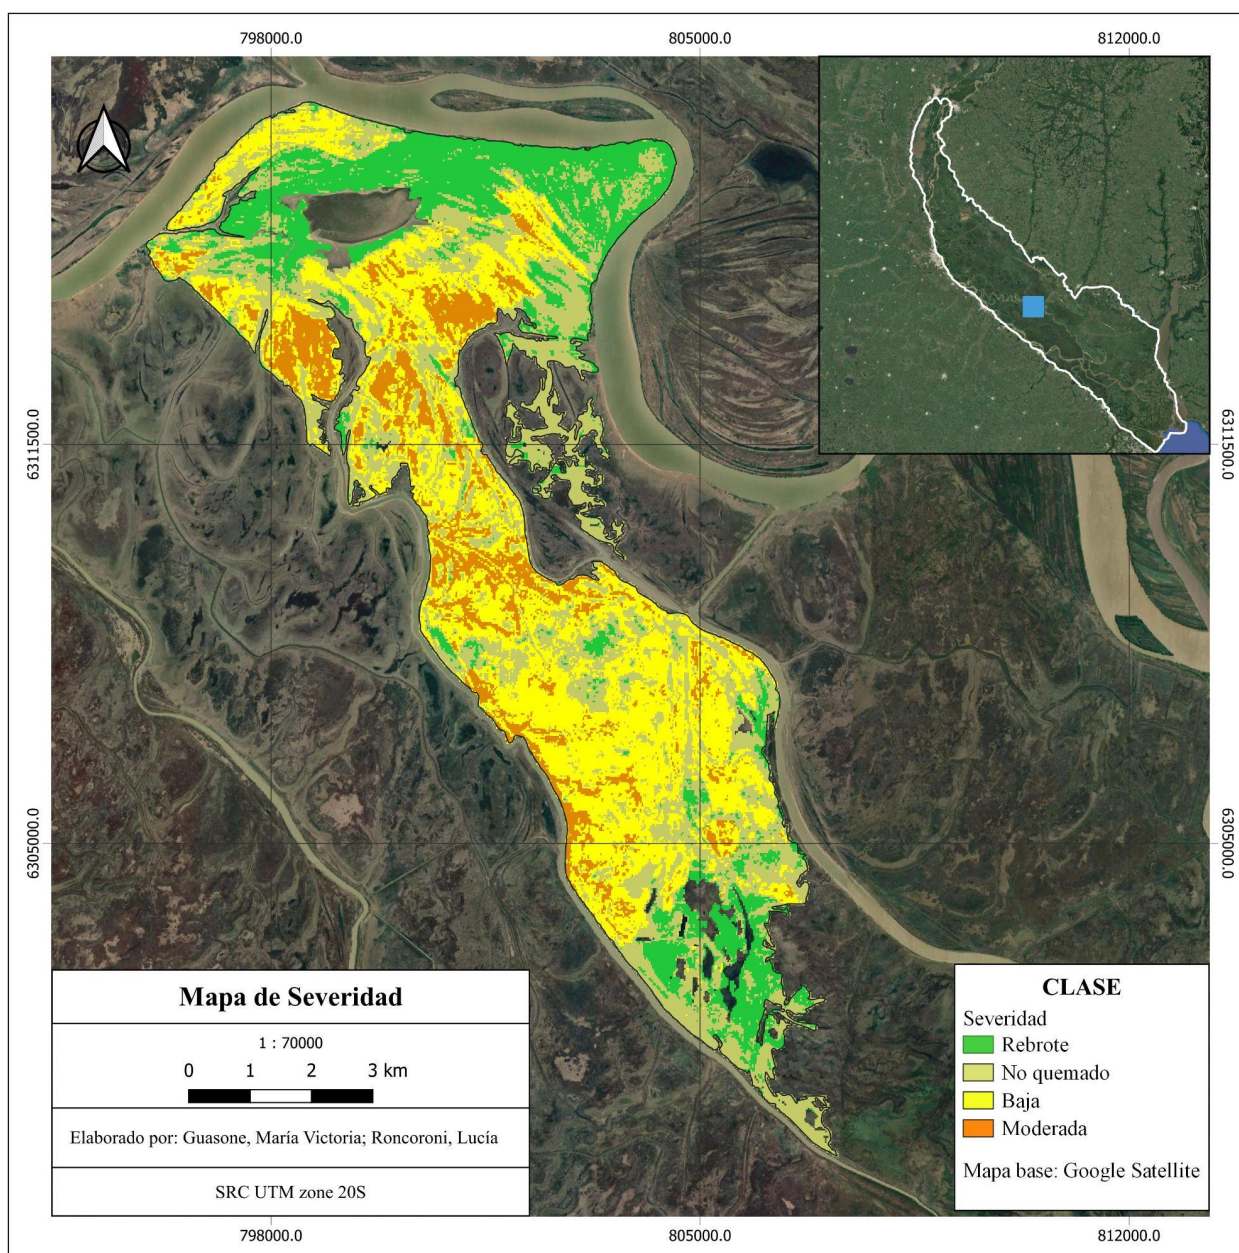 798000.0
805000.0
812000.0
6311500.0
6311500.0
6305000.0
6305000.0
Mapa de Severidad
1 : 70000
0 1 2 3 km
Elaborado por: Guasone, María Victoria; Roncoroni, Lucía
SRC UTM zone 20S
CLASE
Severidad
Rebrote
No quemado
Baja
Moderada
Mapa base: Google Satellite
798000.0
805000.0
812000.0